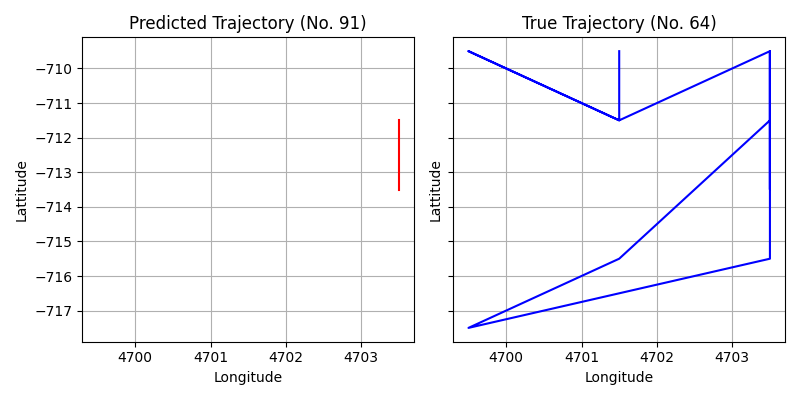 Predicted Trajectory (No. 91)
True Trajectory (No. 64)
−710
−711
−712
−713
−714
−715
−716
−717
Lattitude
Lattitude
4700 4701 4702 4703
4700 4701 4702 4703
Longitude
Longitude